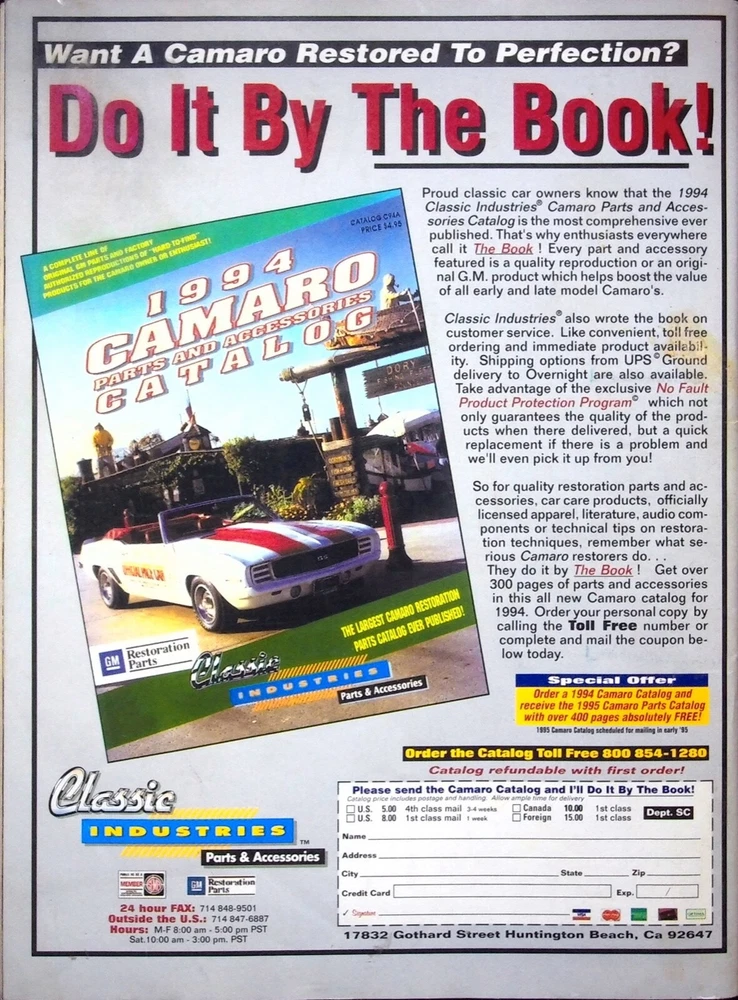 Want A Camaro Restored To Perfection?
Do It By The Book!
CATALOG C94A
PRICE $4.95
A COMPLETE LINE OF
ORIGINAL GM PARTS AND FACTORY
AUTHORIZED REPRODUCTIONS OF "HARD TO FIND"
PRODUCTS FOR THE CAMARO OWNER OR ENTHUSIAST!
1994
CAMARO
PARTS AND ACCESSORIES
CATALOG
OFFICIAL PACE CAR
THE LARGEST CAMARO RESTORATION
PARTS CATALOG EVER PUBLISHED!
GM Restoration
Parts
Classic
INDUSTRIES
Parts & Accessories
Proud classic car owners know that the 1994
Classic Industries® Camaro Parts and Acces-
sories Catalog is the most comprehensive ever
published. That's why enthusiasts everywhere
call it The Book ! Every part and accessory
featured is a quality reproduction or an origi-
nal G.M. product which helps boost the value
of all early and late model Camaro's.
Classic Industries® also wrote the book on
customer service. Like convenient, toll free
ordering and immediate product availabil-
ity. Shipping options from UPS© Ground
delivery to Overnight are also available.
Take advantage of the exclusive No Fault
Product Protection Program© which not
only guarantees the quality of the prod-
ucts when there delivered, but a quick
replacement if there is a problem and
we'll even pick it up from you!
So for quality restoration parts and ac-
cessories, car care products, officially
licensed apparel, literature, audio com-
ponents or technical tips on restora-
tion techniques, remember what se-
rious Camaro restorers do. . .
They do it by The Book ! Get over
300 pages of parts and accessories
in this all new Camaro catalog for
1994. Order your personal copy by
calling the Toll Free number or
complete and mail the coupon be-
low today.
Special Offer
Order a 1994 Camaro Catalog and
receive the 1995 Camaro Parts Catalog
with over 400 pages absolutely FREE!
1995 Camaro Catalog scheduled for mailing in early '95
Order the Catalog Toll Free 800 854-1280
Catalog refundable with first order!
Classic
INDUSTRIES™
Parts & Accessories
MEMBER
GM Restoration
Parts
24 hour FAX: 714 848-9501
Outside the U.S.: 714 847-6887
Hours: M-F 8:00 am - 5:00 pm PST
Sat.10:00 am - 3:00 pm. PST
Please send the Camaro Catalog and I'll Do It By The Book!
Catalog price includes postage and handling. Allow ample time for delivery
U.S. 5.00 4th class mail 3-4 weeks Canada 10.00 1st class
U.S. 8.00 1st class mail 1 week Foreign 15.00 1st class
Dept. SC
Name
Address
City State Zip
Credit Card Exp. /
✓ Signature
VISA
17832 Gothard Street Huntington Beach, Ca 92647